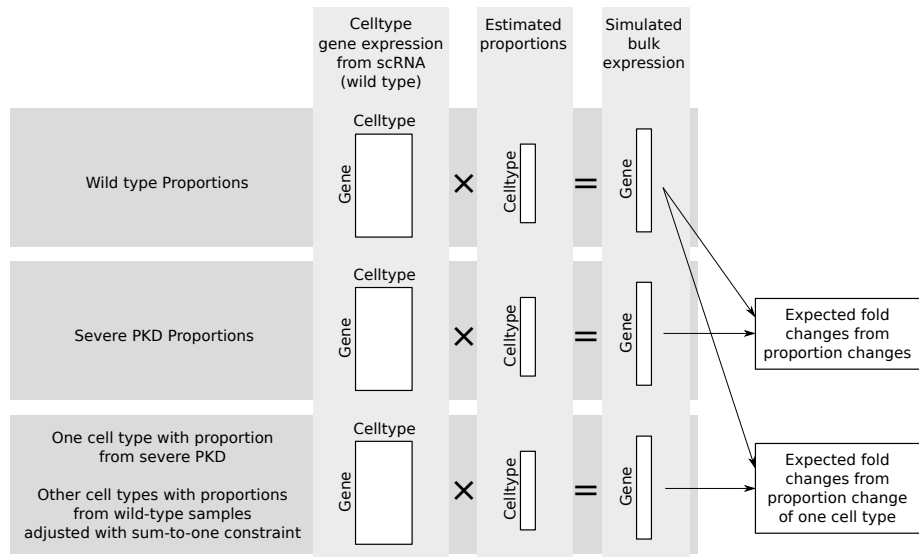 Celltype
gene expression
from scRNA
(wild type)
Estimated
proportions
Simulated
bulk
expression
Wild type Proportions
Celltype
Gene
×
Celltype
=
Gene
Severe PKD Proportions
Celltype
Gene
×
Celltype
=
Gene
Expected fold
changes from
proportion changes
One cell type with proportion
from severe PKD
Other cell types with proportions
from wild-type samples
adjusted with sum-to-one constraint
Celltype
Gene
×
Celltype
=
Gene
Expected fold
changes from
proportion change
of one cell type